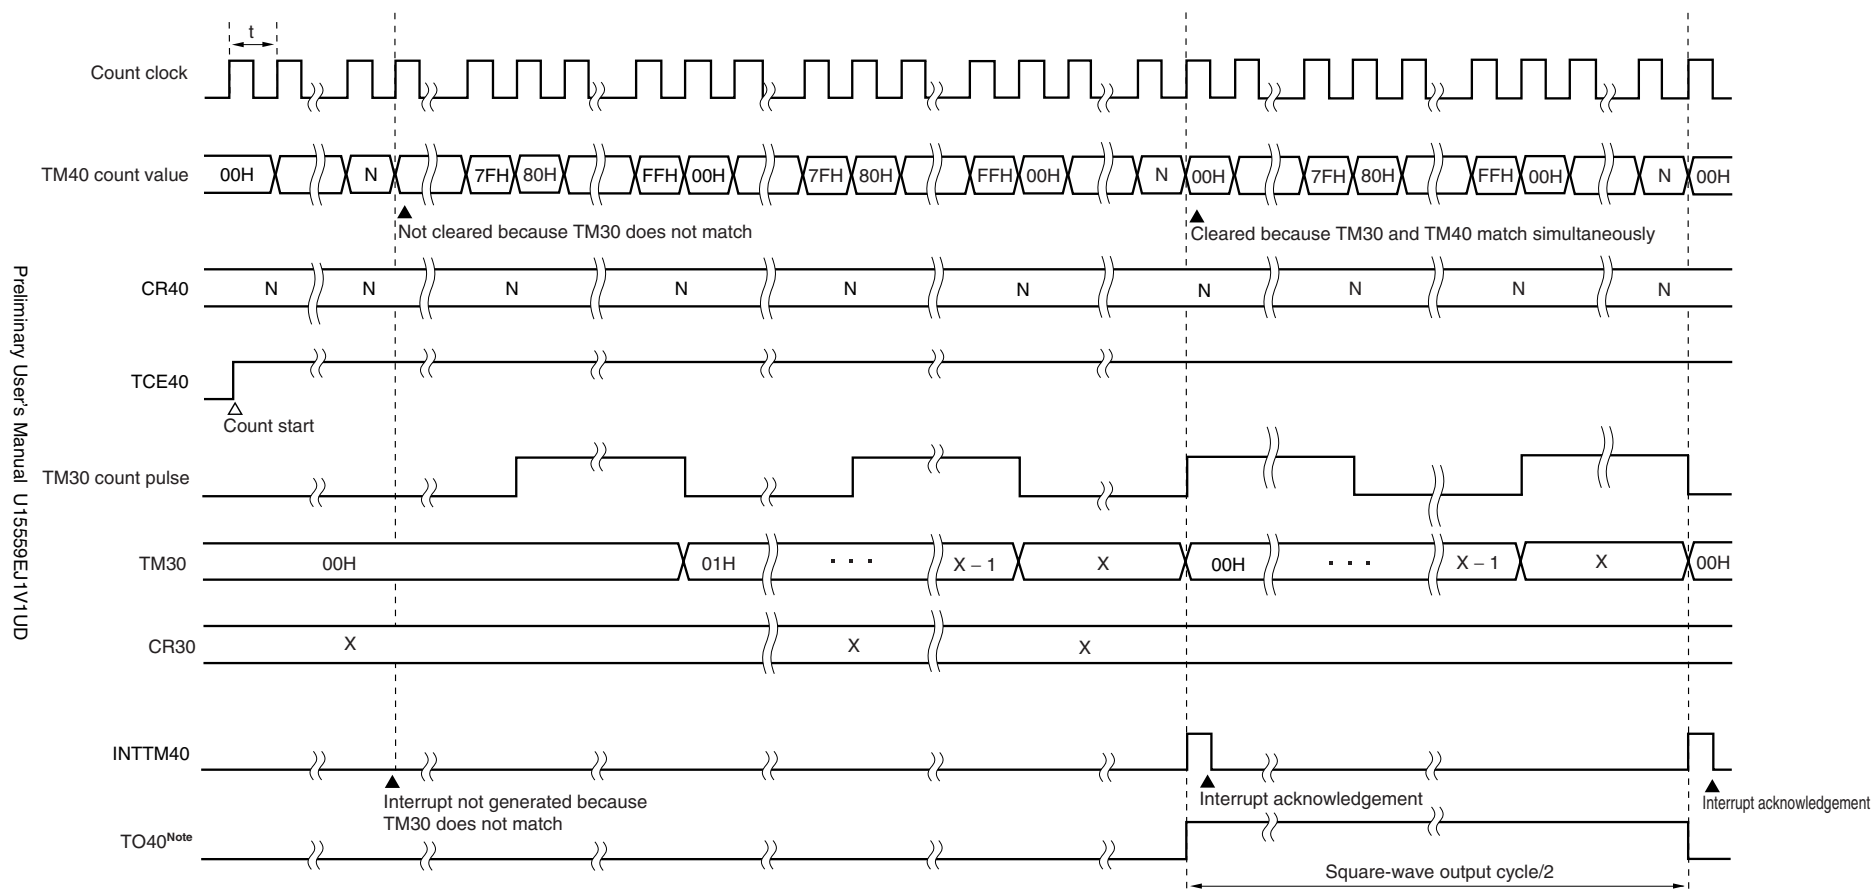 t
Count clock
TM40 count value 00H N 7FH 80H FFH 00H 7FH 80H FFH 00H N 00H 7FH 80H FFH 00H N 00H
Not cleared because TM30 does not match
Cleared because TM30 and TM40 match simultaneously
CR40 N N N N N N N N N N
TCE40
Count start
TM30 count pulse
TM30 00H 01H ··· X – 1 X 00H ··· X – 1 X 00H
CR30 X X X
INTTM40
Interrupt not generated because
TM30 does not match
Interrupt acknowledgement
Interrupt acknowledgement
TO40Note
Square-wave output cycle/2
Preliminary User's Manual U15559EJ1V1UD